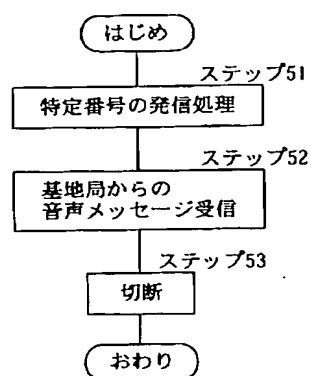 はじめ
ステップ51
特定番号の発信処理
ステップ52
基地局からの
音声メッセージ受信
ステップ53
切断
おわり